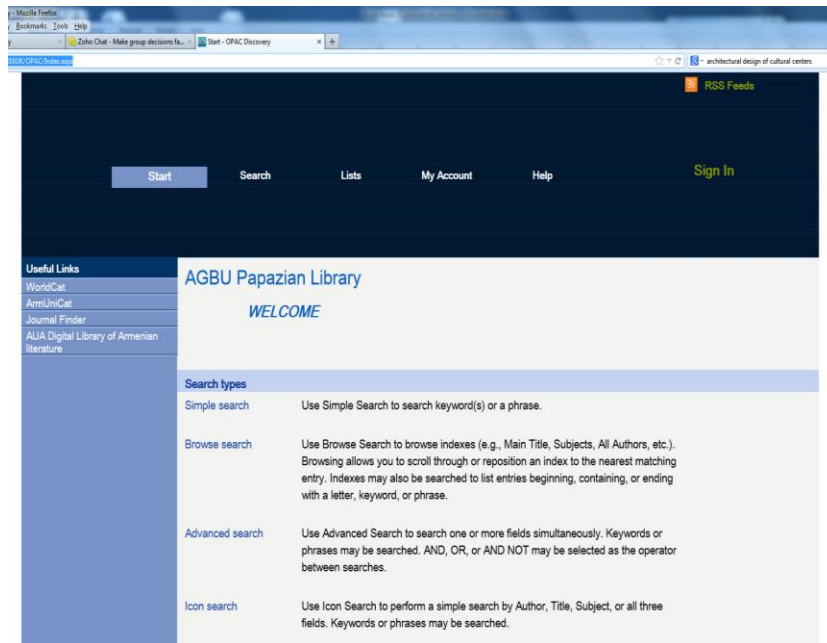 - Mozilla Firefox
Bookmarks Tools Help
Zoho Chat - Make group decisions fa...
Start - OPAC Discovery
architectural design of cultural centers
RSS Feeds
Start Search Lists My Account Help Sign In
Useful Links
WorldCat
ArmUniCat
Journal Finder
AUA Digital Library of Armenian
literature
AGBU Papazian Library
WELCOME
Search types
Simple search Use Simple Search to search keyword(s) or a phrase.
Browse search Use Browse Search to browse indexes (e.g., Main Title, Subjects, All Authors, etc.).
Browsing allows you to scroll through or reposition an index to the nearest matching
entry. Indexes may also be searched to list entries beginning, containing, or ending
with a letter, keyword, or phrase.
Advanced search Use Advanced Search to search one or more fields simultaneously. Keywords or
phrases may be searched. AND, OR, or AND NOT may be selected as the operator
between searches.
Icon search Use Icon Search to perform a simple search by Author, Title, Subject, or all three
fields. Keywords or phrases may be searched.